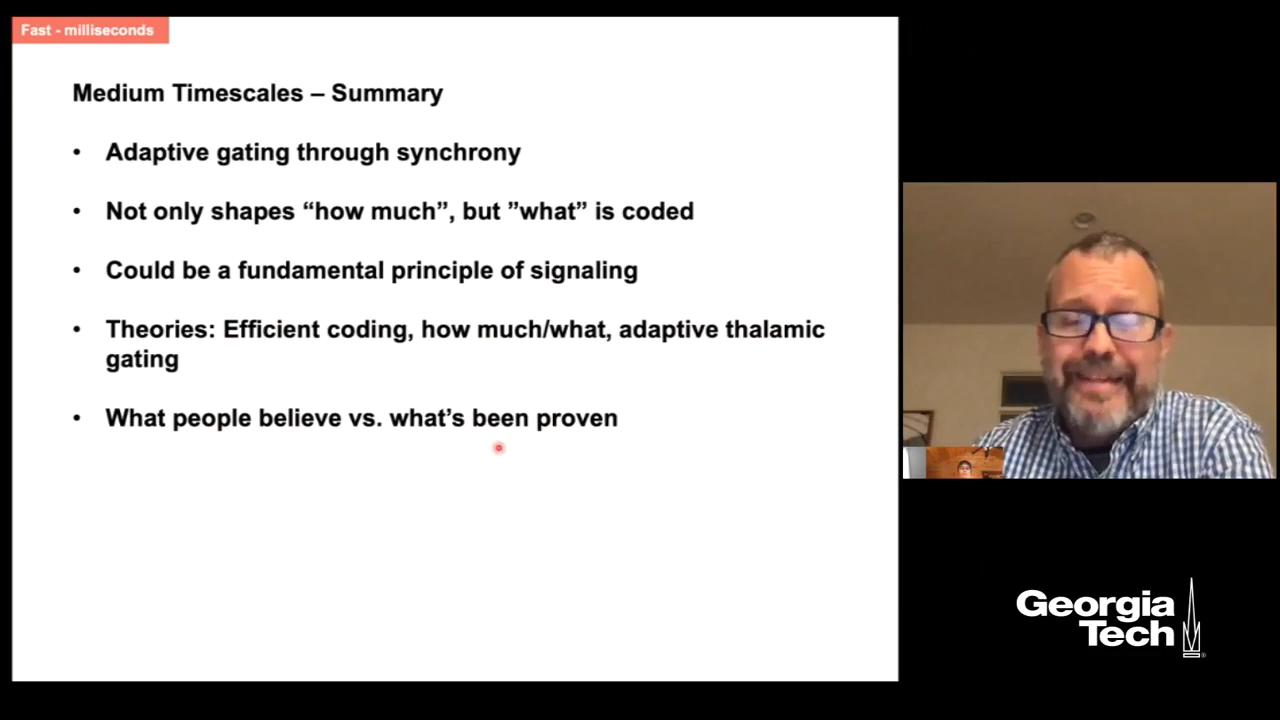 Fast - milliseconds
Medium Timescales – Summary
• Adaptive gating through synchrony
• Not only shapes “how much”, but ”what” is coded
• Could be a fundamental principle of signaling
• Theories: Efficient coding, how much/what, adaptive thalamic
gating
• What people believe vs. what’s been proven
Georgia
Tech